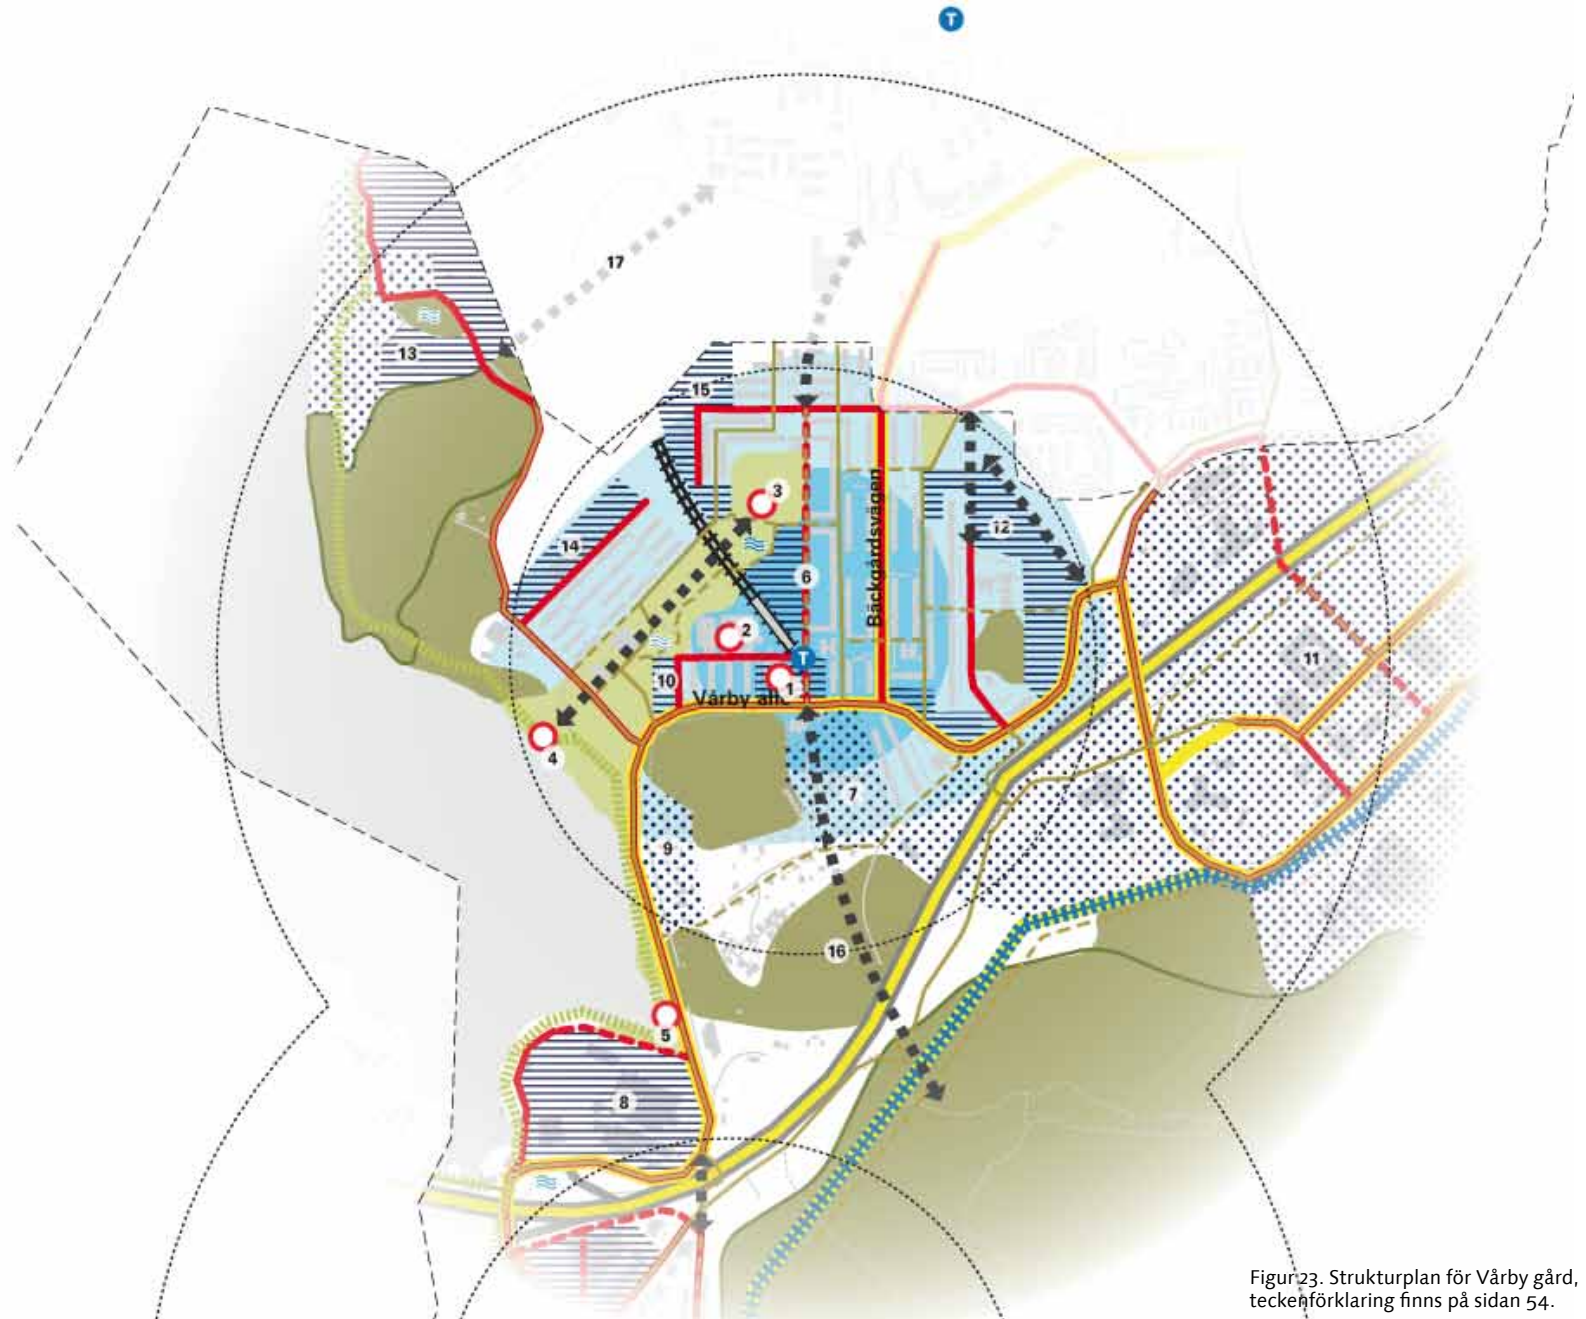 T
17
13
15
3
14
12
6
Bäckgårdsvägen
2
T
11
10
1
Vårby allé
4
7
9
16
5
8
Figur 23. Strukturplan för Vårby gård,
teckenförklaring finns på sidan 54.